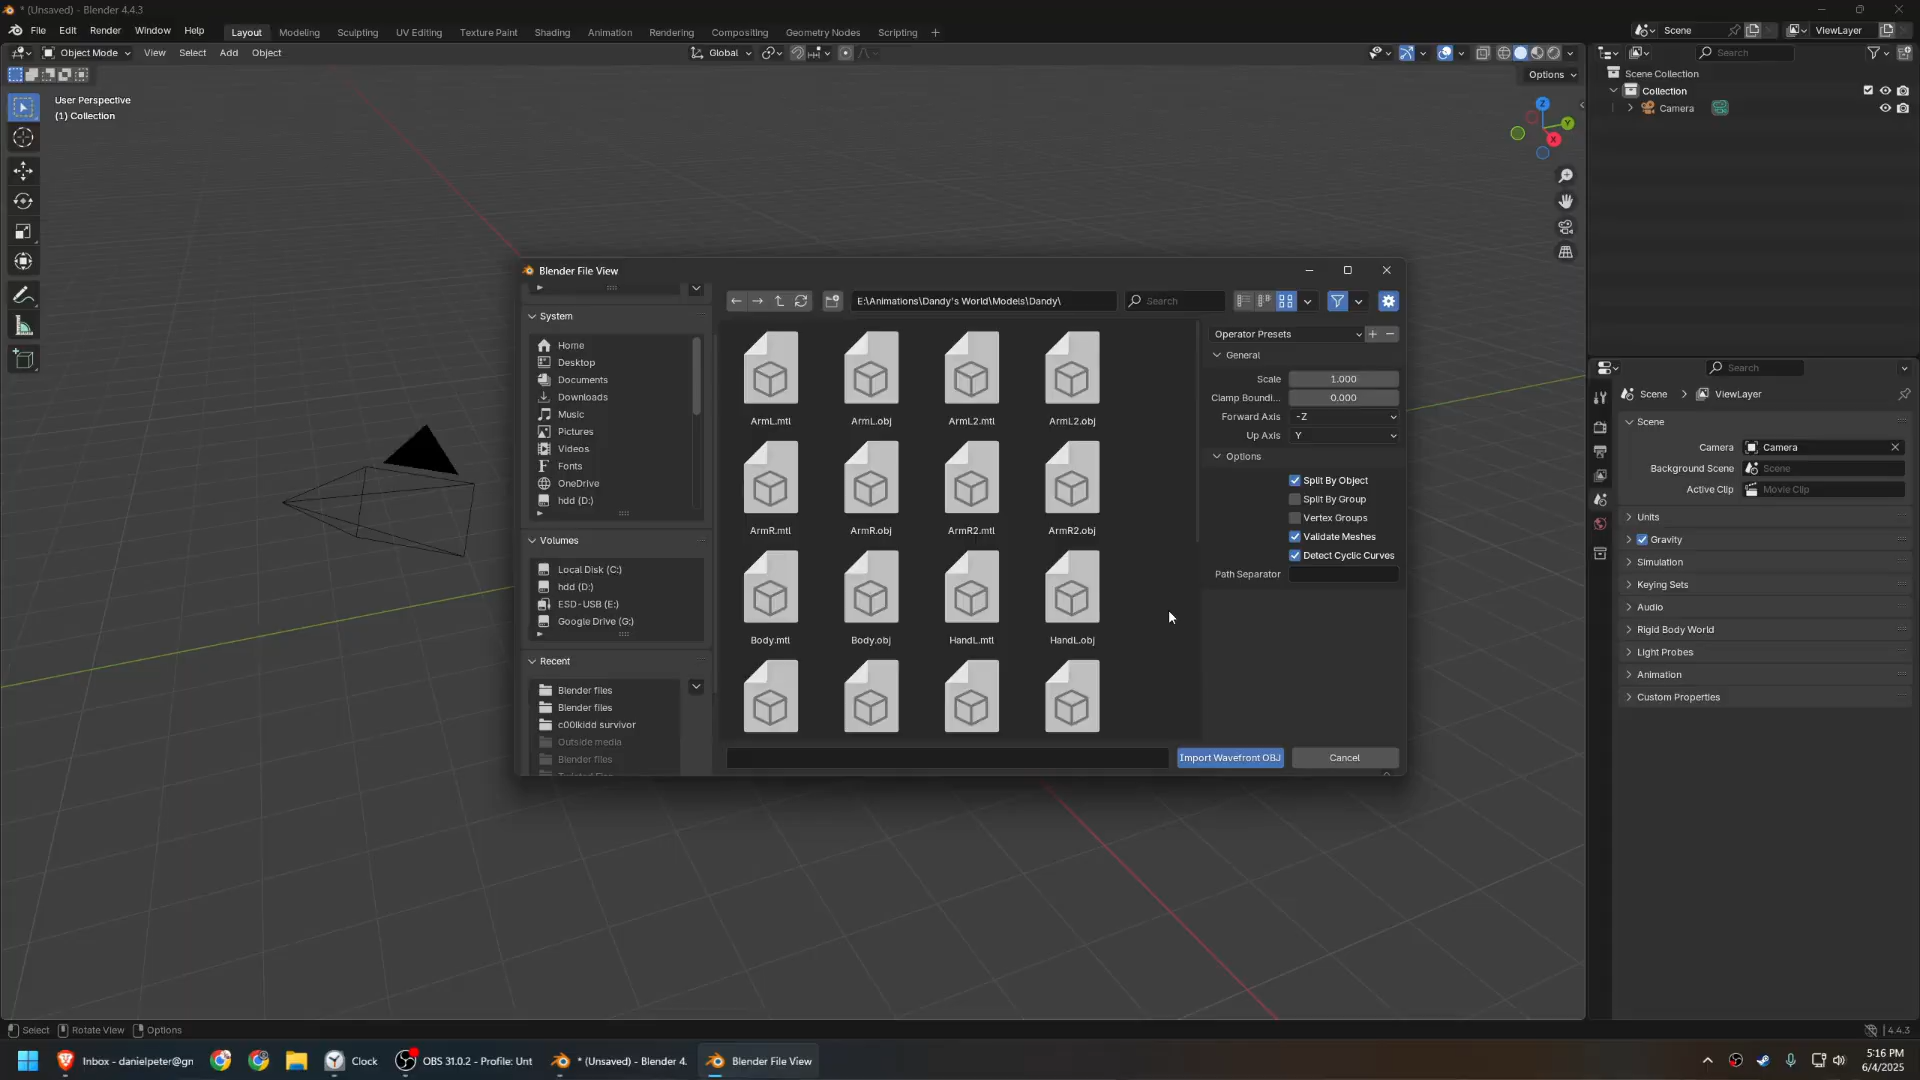 * (Unsaved) - Blender 4.4.3
File Edit Render Window Help Layout Modeling Sculpting UV Editing Texture Paint Shading Animation Rendering Compositing Geometry Nodes Scripting + Scene ViewLayer
Object Mode View Select Add Object Global Search
Options
User Perspective
(1) Collection
Z
Y
X
Scene Collection
Collection
Camera
Blender File View
E:\Animations\Dandy's World\Models\Dandy\ Search
System
Home
Desktop
Documents
Downloads
Music
Pictures
Videos
Fonts
OneDrive
hdd (D:)
Volumes
Local Disk (C:)
hdd (D:)
ESD-USB (E:)
Google Drive (G:)
Recent
Blender files
Blender files
c00lkidd survivor
Outside media
Blender files
ArmL.mtl ArmL.obj ArmL2.mtl ArmL2.obj
ArmR.mtl ArmR.obj ArmR2.mtl ArmR2.obj
Body.mtl Body.obj HandL.mtl HandL.obj
Operator Presets
General
Scale 1.000
Clamp Boundi... 0.000
Forward Axis -Z
Up Axis Y
Options
Split By Object
Split By Group
Vertex Groups
Validate Meshes
Detect Cyclic Curves
Path Separator
Import Wavefront OBJ Cancel
Search
Scene ViewLayer
Scene
Camera Camera
Background Scene Scene
Active Clip Movie Clip
Units
Gravity
Simulation
Keying Sets
Audio
Rigid Body World
Light Probes
Animation
Custom Properties
Select Rotate View Options 4.4.3
Inbox - danielpeter@gn Clock OBS 31.0.2 - Profile: Unt * (Unsaved) - Blender 4. Blender File View
5:16 PM
6/4/2025